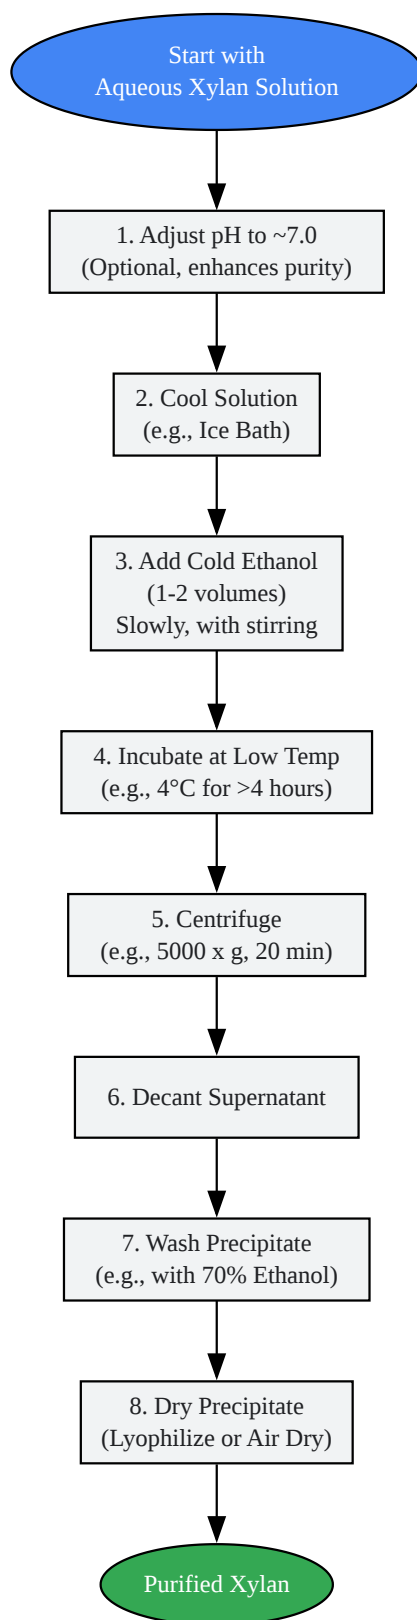 Start with
Aqueous Xylan Solution
1. Adjust pH to ~7.0
(Optional, enhances purity)
2. Cool Solution
(e.g., Ice Bath)
3. Add Cold Ethanol
(1-2 volumes)
Slowly, with stirring
4. Incubate at Low Temp
(e.g., 4°C for >4 hours)
5. Centrifuge
(e.g., 5000 x g, 20 min)
6. Decant Supernatant
7. Wash Precipitate
(e.g., with 70% Ethanol)
8. Dry Precipitate
(Lyophilize or Air Dry)
Purified Xylan